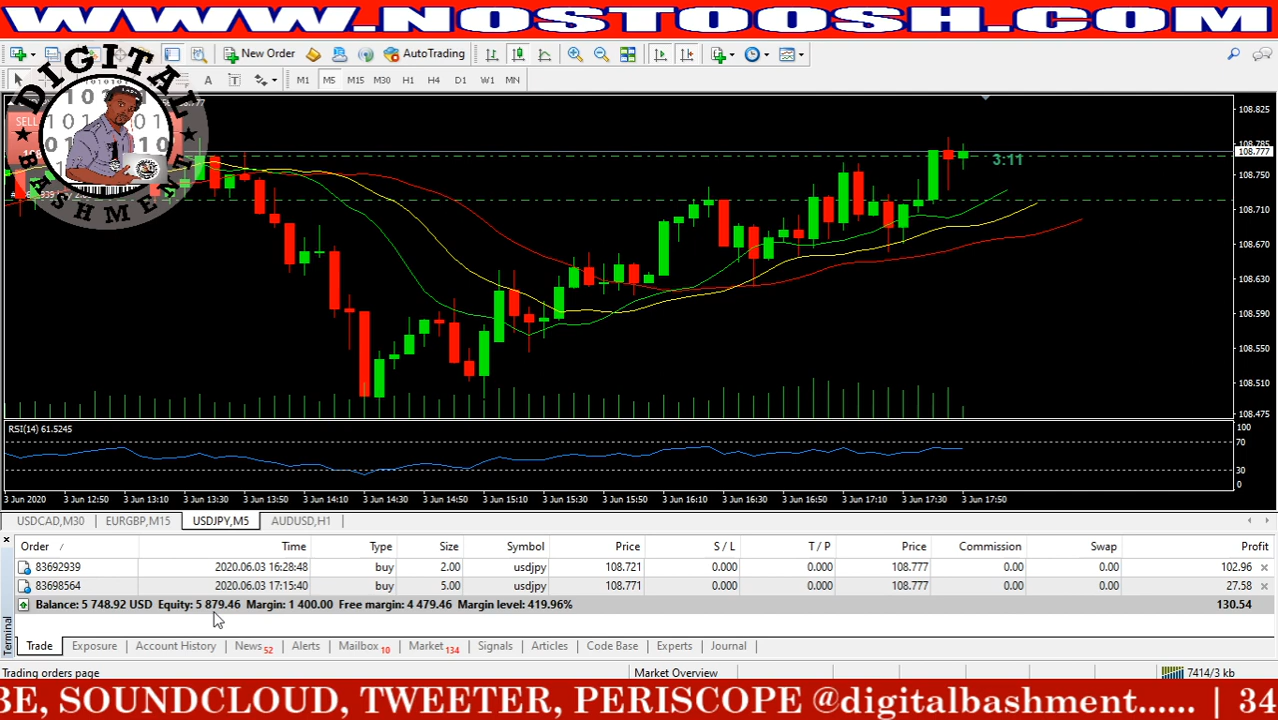 WWW.NOSTOOSH.COM
New Order
AutoTrading
A T M1 M5 M15 M30 H1 H4 D1 W1 MN
DIGITAL
BASHMENT
SELL
3:11
108.825
108.785
108.777
108.750
108.710
108.670
108.630
108.590
108.550
108.510
108.475
RSI(14) 61.5245
100
70
30
0
3 Jun 2020 3 Jun 12:50 3 Jun 13:10 3 Jun 13:30 3 Jun 13:50 3 Jun 14:10 3 Jun 14:30 3 Jun 14:50 3 Jun 15:10 3 Jun 15:30 3 Jun 15:50 3 Jun 16:10 3 Jun 16:30 3 Jun 16:50 3 Jun 17:10 3 Jun 17:30 3 Jun 17:50
USDCAD,M30 EURGBP,M15 USDJPY,M5 AUDUSD,H1
Order / Time Type Size Symbol Price S / L T / P Price Commission Swap Profit
83692939 2020.06.03 16:28:48 buy 2.00 usdjpy 108.721 0.000 0.000 108.777 0.00 0.00 102.96
83698564 2020.06.03 17:15:40 buy 5.00 usdjpy 108.771 0.000 0.000 108.777 0.00 0.00 27.58
Balance: 5 748.92 USD Equity: 5 879.46 Margin: 1 400.00 Free margin: 4 479.46 Margin level: 419.96% 130.54
Terminal
Trade Exposure Account History News 52 Alerts Mailbox 10 Market 134 Signals Articles Code Base Experts Journal
Trading orders page Market Overview 7414/3 kb
BE, SOUNDCLOUD, TWEETER, PERISCOPE @digitalbashment...... | 34